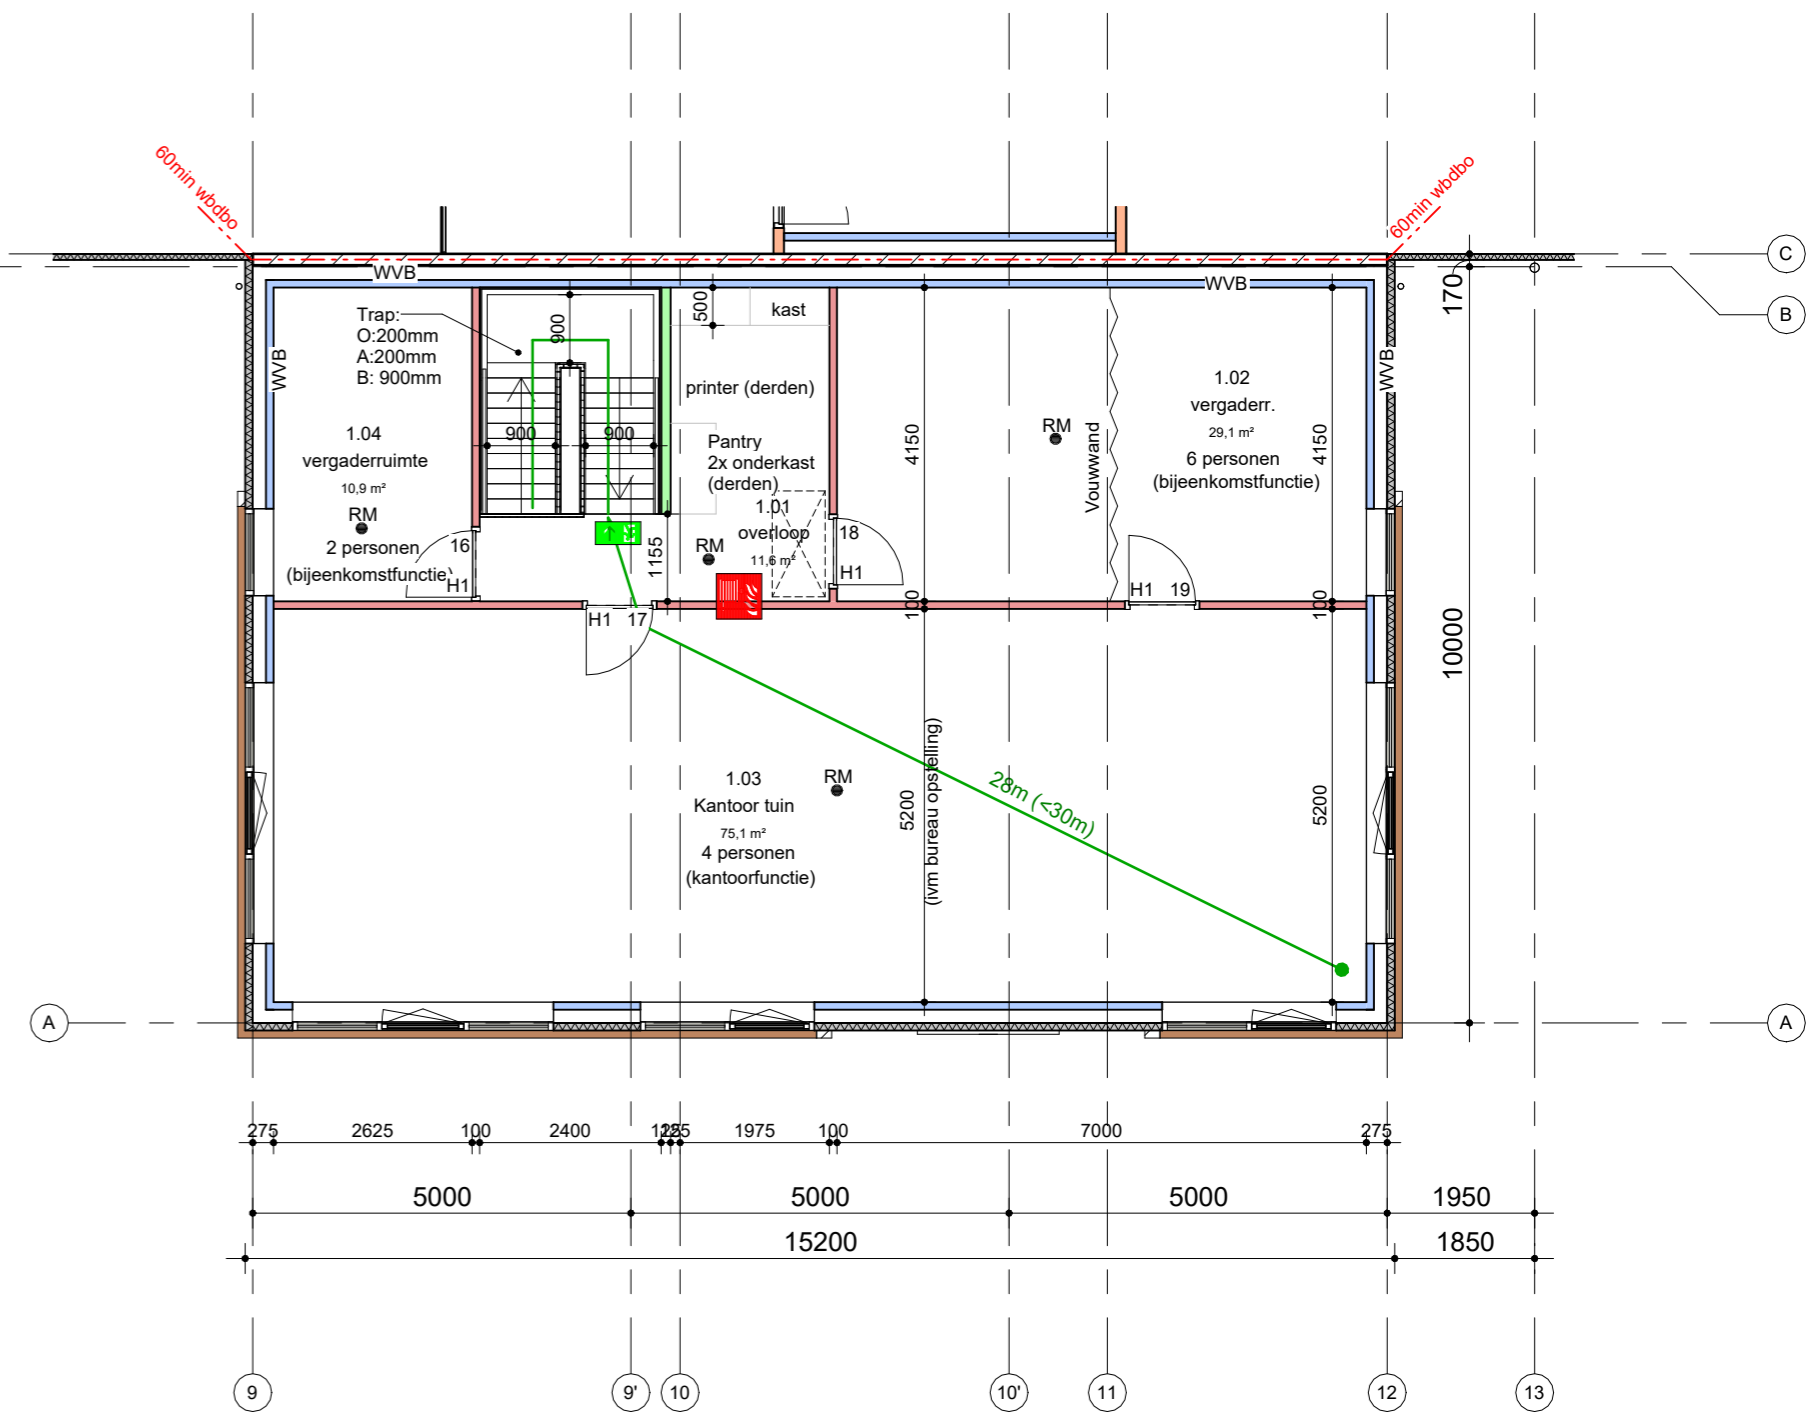 60min wbdbo
60min wbdbo
C
B
170
WVB
WVB
WVB
WVB
Trap:
O:200mm
A:200mm
B: 900mm
900
500
kast
printer (derden)
1.02
vergaderr.
29,1 m²
6 personen
(bijeenkomstfunctie)
RM
Vouwwand
4150
4150
1.04
vergaderruimte
10,9 m²
RM
2 personen
(bijeenkomstfunctie)
900
900
Pantry
2x onderkast
(derden)
1.01
overloop
11,6 m²
RM
1155
16
H1
18
H1
H1
19
H1
17
100
100
10000
1.03
Kantoor tuin
75,1 m²
4 personen
(kantoorfunctie)
RM
5200
(ivm bureau opstelling)
28m (<30m)
5200
A
A
275
2625
100
2400
125
1975
100
7000
275
5000
5000
5000
1950
15200
1850
9
9'
10
10'
11
12
13